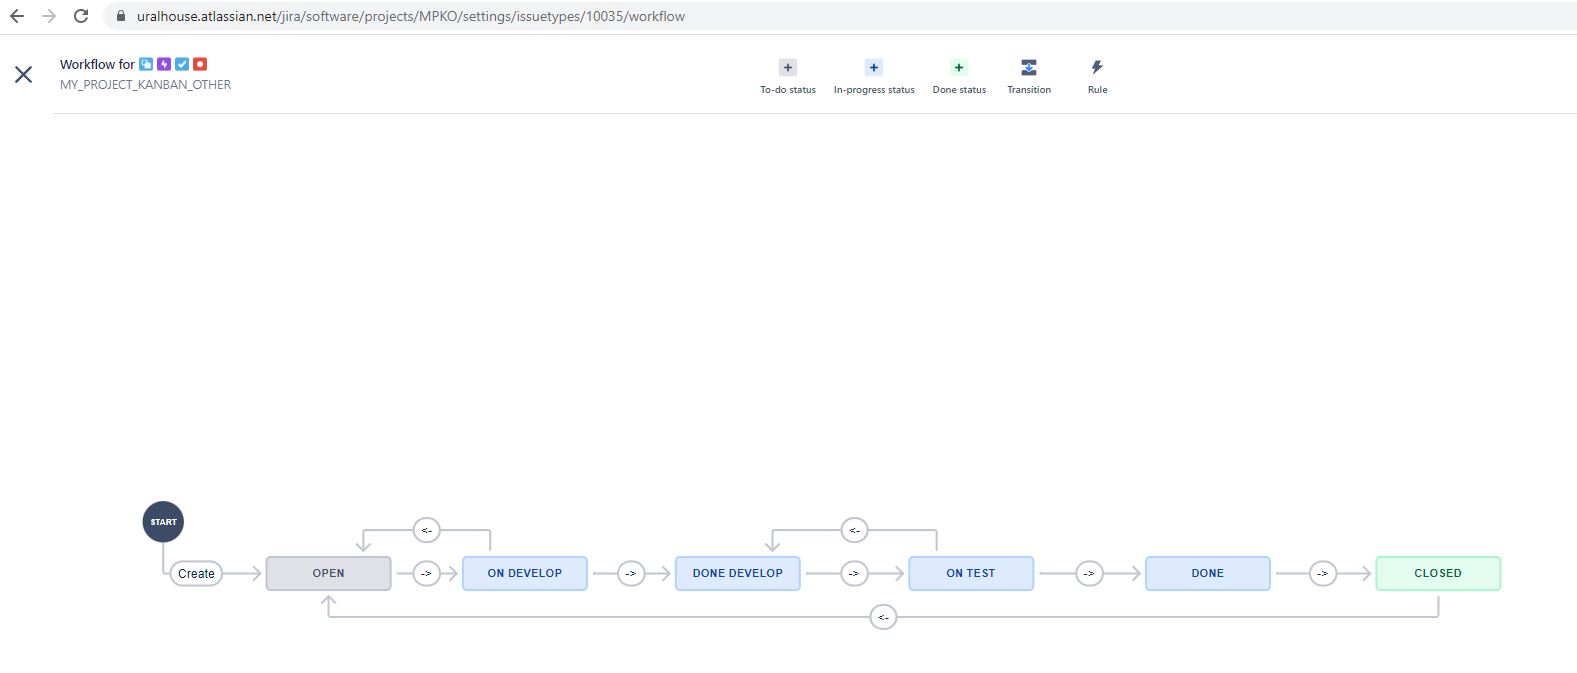 uralhouse.atlassian.net/jira/software/projects/MPKO/settings/issuetypes/10035/workflow
Workflow for
MY_PROJECT_KANBAN_OTHER
To-do status
In-progress status
Done status
Transition
Rule
START
<-
<-
Create
OPEN
->
ON DEVELOP
->
DONE DEVELOP
->
ON TEST
->
DONE
->
CLOSED
<-